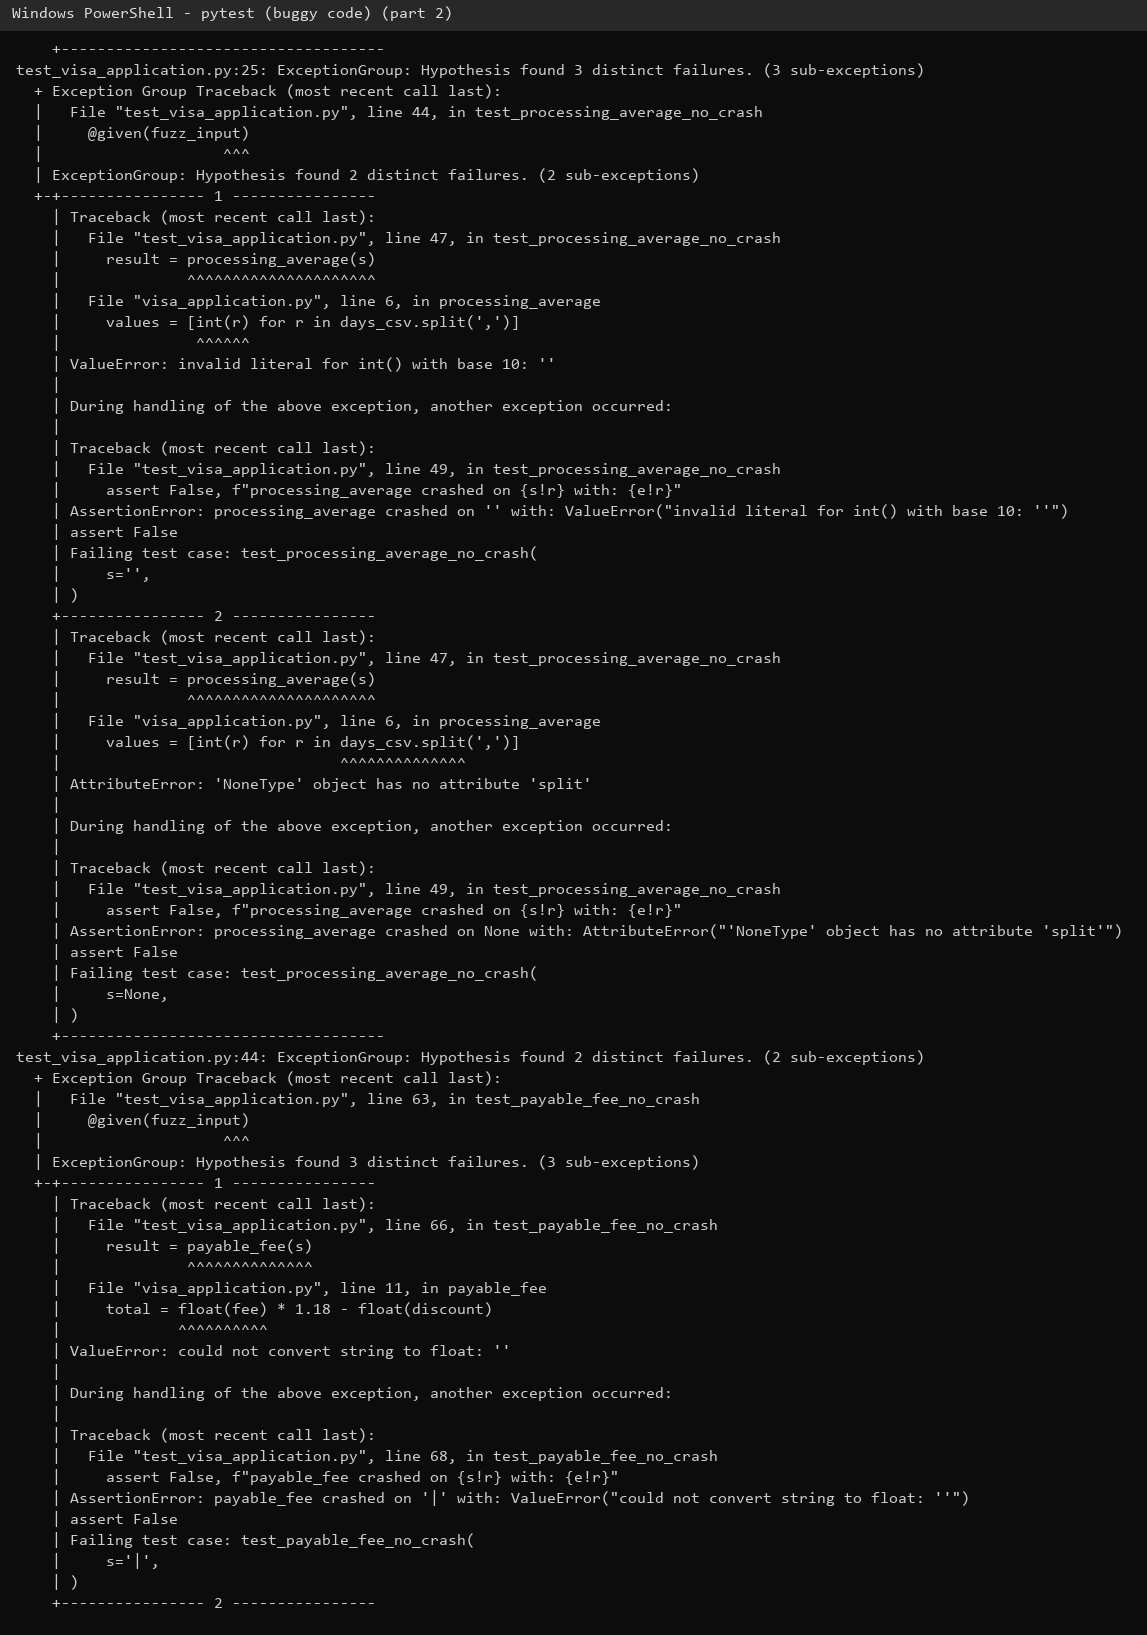 Windows PowerShell - pytest (buggy code) (part 2)
    +------------------------------------
test_visa_application.py:25: ExceptionGroup: Hypothesis found 3 distinct failures. (3 sub-exceptions)
  + Exception Group Traceback (most recent call last):
  |   File "test_visa_application.py", line 44, in test_processing_average_no_crash
  |     @given(fuzz_input)
  |                    ^^^
  | ExceptionGroup: Hypothesis found 2 distinct failures. (2 sub-exceptions)
  +-+---------------- 1 ----------------
    | Traceback (most recent call last):
    |   File "test_visa_application.py", line 47, in test_processing_average_no_crash
    |     result = processing_average(s)
    |              ^^^^^^^^^^^^^^^^^^^^^
    |   File "visa_application.py", line 6, in processing_average
    |     values = [int(r) for r in days_csv.split(',')]
    |               ^^^^^^
    | ValueError: invalid literal for int() with base 10: ''
    |
    | During handling of the above exception, another exception occurred:
    |
    | Traceback (most recent call last):
    |   File "test_visa_application.py", line 49, in test_processing_average_no_crash
    |     assert False, f"processing_average crashed on {s!r} with: {e!r}"
    | AssertionError: processing_average crashed on '' with: ValueError("invalid literal for int() with base 10: ''")
    | assert False
    | Failing test case: test_processing_average_no_crash(
    |     s='',
    | )
    +---------------- 2 ----------------
    | Traceback (most recent call last):
    |   File "test_visa_application.py", line 47, in test_processing_average_no_crash
    |     result = processing_average(s)
    |              ^^^^^^^^^^^^^^^^^^^^^
    |   File "visa_application.py", line 6, in processing_average
    |     values = [int(r) for r in days_csv.split(',')]
    |                               ^^^^^^^^^^^^^^
    | AttributeError: 'NoneType' object has no attribute 'split'
    |
    | During handling of the above exception, another exception occurred:
    |
    | Traceback (most recent call last):
    |   File "test_visa_application.py", line 49, in test_processing_average_no_crash
    |     assert False, f"processing_average crashed on {s!r} with: {e!r}"
    | AssertionError: processing_average crashed on None with: AttributeError("'NoneType' object has no attribute 'split'")
    | assert False
    | Failing test case: test_processing_average_no_crash(
    |     s=None,
    | )
    +------------------------------------
test_visa_application.py:44: ExceptionGroup: Hypothesis found 2 distinct failures. (2 sub-exceptions)
  + Exception Group Traceback (most recent call last):
  |   File "test_visa_application.py", line 63, in test_payable_fee_no_crash
  |     @given(fuzz_input)
  |                    ^^^
  | ExceptionGroup: Hypothesis found 3 distinct failures. (3 sub-exceptions)
  +-+---------------- 1 ----------------
    | Traceback (most recent call last):
    |   File "test_visa_application.py", line 66, in test_payable_fee_no_crash
    |     result = payable_fee(s)
    |              ^^^^^^^^^^^^^^
    |   File "visa_application.py", line 11, in payable_fee
    |     total = float(fee) * 1.18 - float(discount)
    |             ^^^^^^^^^^
    | ValueError: could not convert string to float: ''
    |
    | During handling of the above exception, another exception occurred:
    |
    | Traceback (most recent call last):
    |   File "test_visa_application.py", line 68, in test_payable_fee_no_crash
    |     assert False, f"payable_fee crashed on {s!r} with: {e!r}"
    | AssertionError: payable_fee crashed on '|' with: ValueError("could not convert string to float: ''")
    | assert False
    | Failing test case: test_payable_fee_no_crash(
    |     s='|',
    | )
    +---------------- 2 ----------------